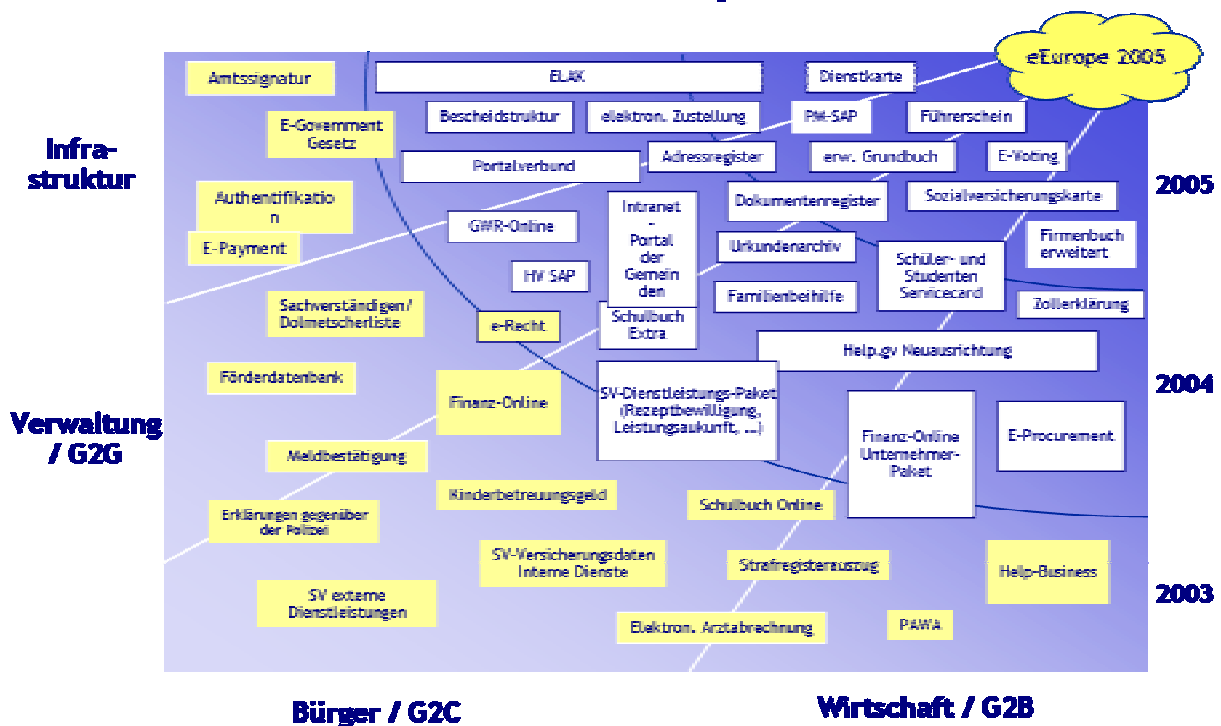 eEurope 2005
Amtssignatur
ELAK
Dienstkarte
E-Government
Gesetz
Bescheidstruktur
elektron. Zustellung
PM-SAP
Führerschein
Infra-
struktur
Portalverbund
Adressregister
erw. Grundbuch
E-Voting
2005
Authentifikatio
n
Intranet
-
Portal
der
Gemein
den
Dokumentenregister
Sozialversicherungskarte
E-Payment
GWR-Online
Urkundenarchiv
Firmenbuch
erweitert
HV SAP
Schüler- und
Studenten
Servicecard
Sachverständigen/
Dolmetscherliste
Familienbeihilfe
Zollerklärung
e-Recht
Schulbuch
Extra
Help.gv Neuausrichtung
Förderdatenbank
2004
Verwaltung
/ G2G
Finanz-Online
SV-Dienstleistungs-Paket
(Rezeptbewilligung,
Leistungsaukunft, ...)
Finanz-Online
Unternehmer-
Paket
E-Procurement
Meldbestätigung
Kinderbetreuungsgeld
Schulbuch Online
Erklärungen gegenüber
der Polizei
SV-Versicherungsdaten
Interne Dienste
Strafregisterauszug
Help-Business
2003
SV externe
Dienstleistungen
Elektron. Arztabrechnung
PAWA
Bürger / G2C
Wirtschaft / G2B